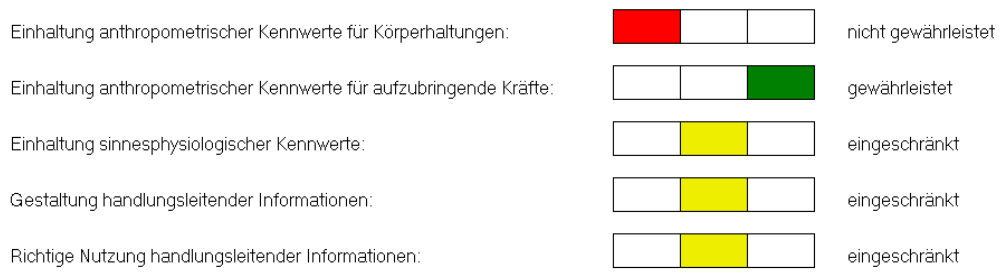 Einhaltung anthropometrischer Kennwerte für Körperhaltungen: nicht gewährleistet
Einhaltung anthropometrischer Kennwerte für aufzubringende Kräfte: gewährleistet
Einhaltung sinnesphysiologischer Kennwerte: eingeschränkt
Gestaltung handlungsleitender Informationen: eingeschränkt
Richtige Nutzung handlungsleitender Informationen: eingeschränkt